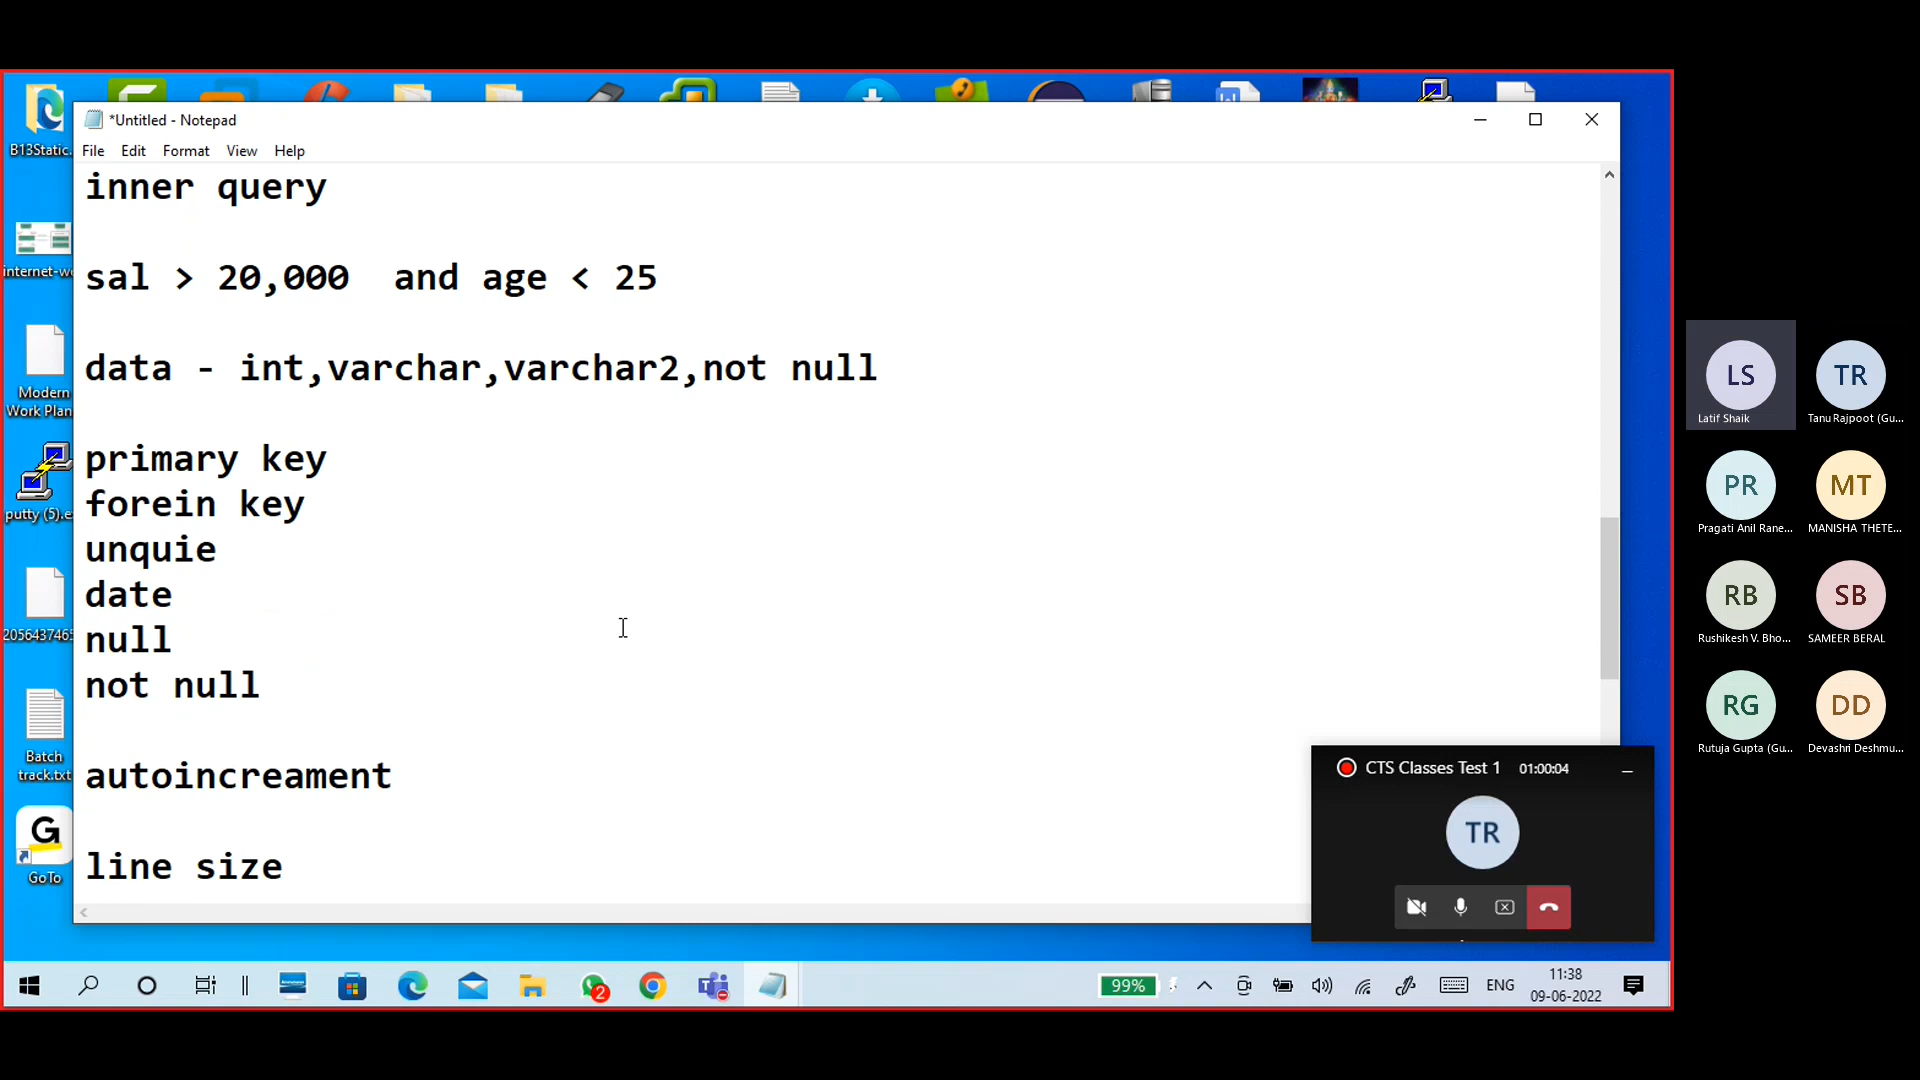 B13Static.
internet-we
Modern
Work Plan
putty (5).e
2056437465
Batch
track.txt
G
GoTo
*Untitled - Notepad
File Edit Format View Help
inner query
sal > 20,000 and age < 25
data - int,varchar,varchar2,not null
primary key
forein key
unquie
date
null
not null
autoincreament
line size
CTS Classes Test 1 01:00:04
TR
2
99%
ENG
11:38
09-06-2022
LS
Latif Shaik
TR
Tanu Rajpoot (Gu...
PR
Pragati Anil Rane...
MT
MANISHA THETE...
RB
Rushikesh V. Bho...
SB
SAMEER BERAL
RG
Rutuja Gupta (Gu...
DD
Devashri Deshmu...